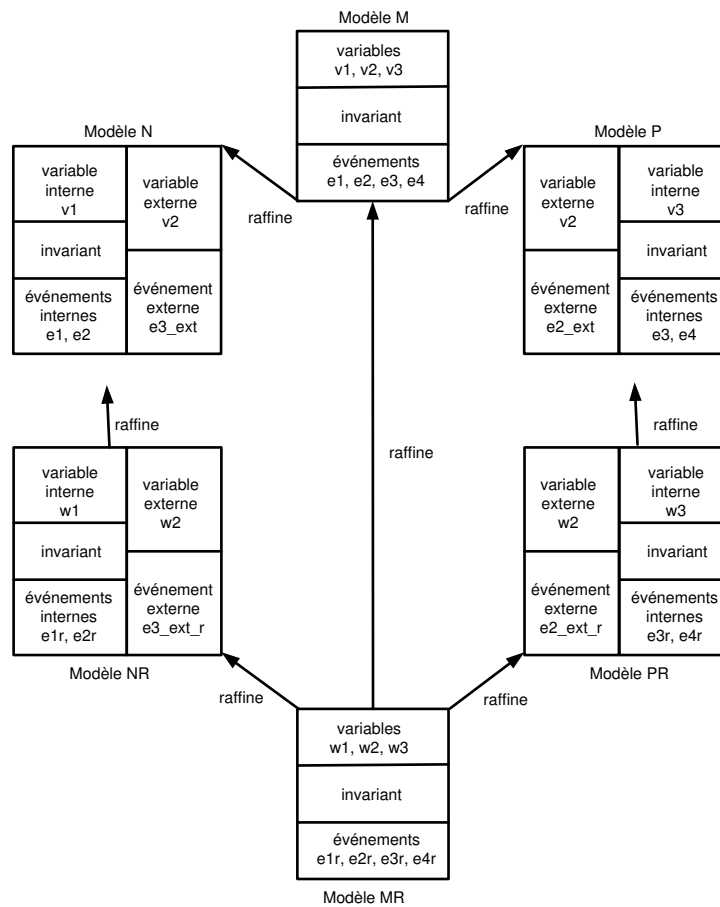 Modèle M
variables
v1, v2, v3
invariant
événements
e1, e2, e3, e4
Modèle N
variable
interne
v1
invariant
événements
internes
e1, e2
variable
externe
v2
événement
externe
e3_ext
raffine
Modèle P
variable
externe
v2
événement
externe
e2_ext
variable
interne
v3
invariant
événements
internes
e3, e4
raffine
raffine
raffine
raffine
variable
interne
w1
invariant
événements
internes
e1r, e2r
variable
externe
w2
événement
externe
e3_ext_r
Modèle NR
variable
externe
w2
événement
externe
e2_ext_r
variable
interne
w3
invariant
événements
internes
e3r, e4r
Modèle PR
raffine
raffine
variables
w1, w2, w3
invariant
événements
e1r, e2r, e3r, e4r
Modèle MR